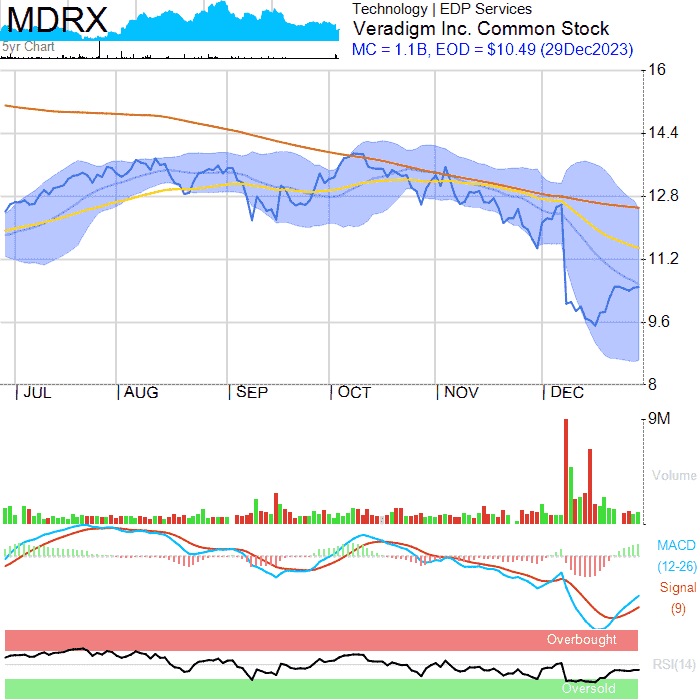 MDRX
5yr Chart
Technology | EDP Services
Veradigm Inc. Common Stock
MC = 1.1B, EOD = $10.49 (29Dec2023)
16
14.4
12.8
11.2
9.6
8
JUL AUG SEP OCT NOV DEC
9M
Volume
MACD
(12-26)
Signal
(9)
Overbought
RSI(14)
Oversold